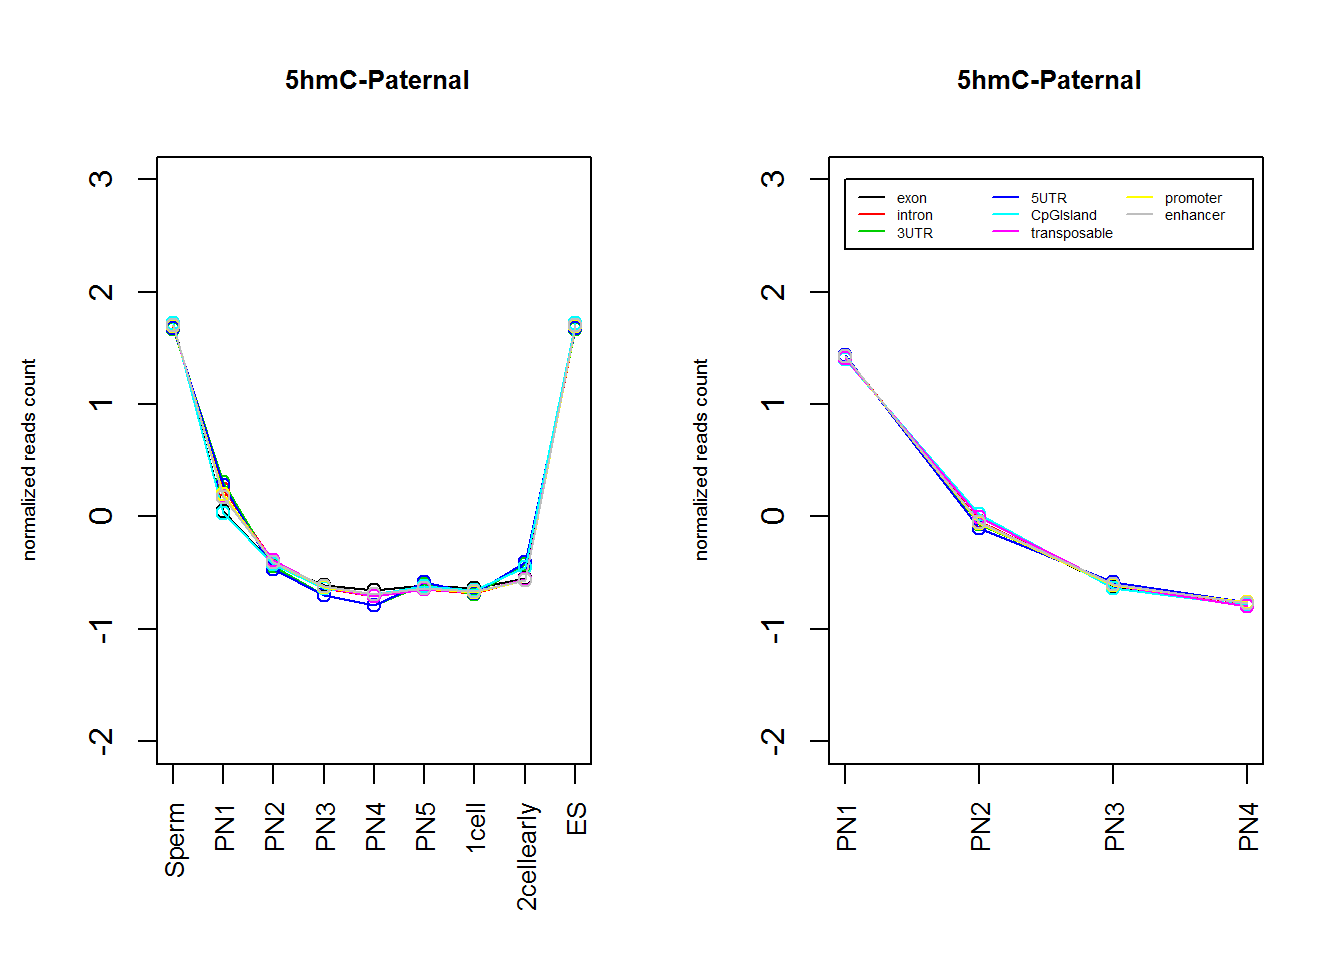 5hmC-Paternal
normalized reads count
3
2
1
0
-1
-2
Sperm
PN1
PN2
PN3
PN4
PN5
1cell
2cellearly
ES
5hmC-Paternal
normalized reads count
3
2
1
0
-1
-2
exon
intron
3UTR
5UTR
CpGIsland
transposable
promoter
enhancer
PN1
PN2
PN3
PN4